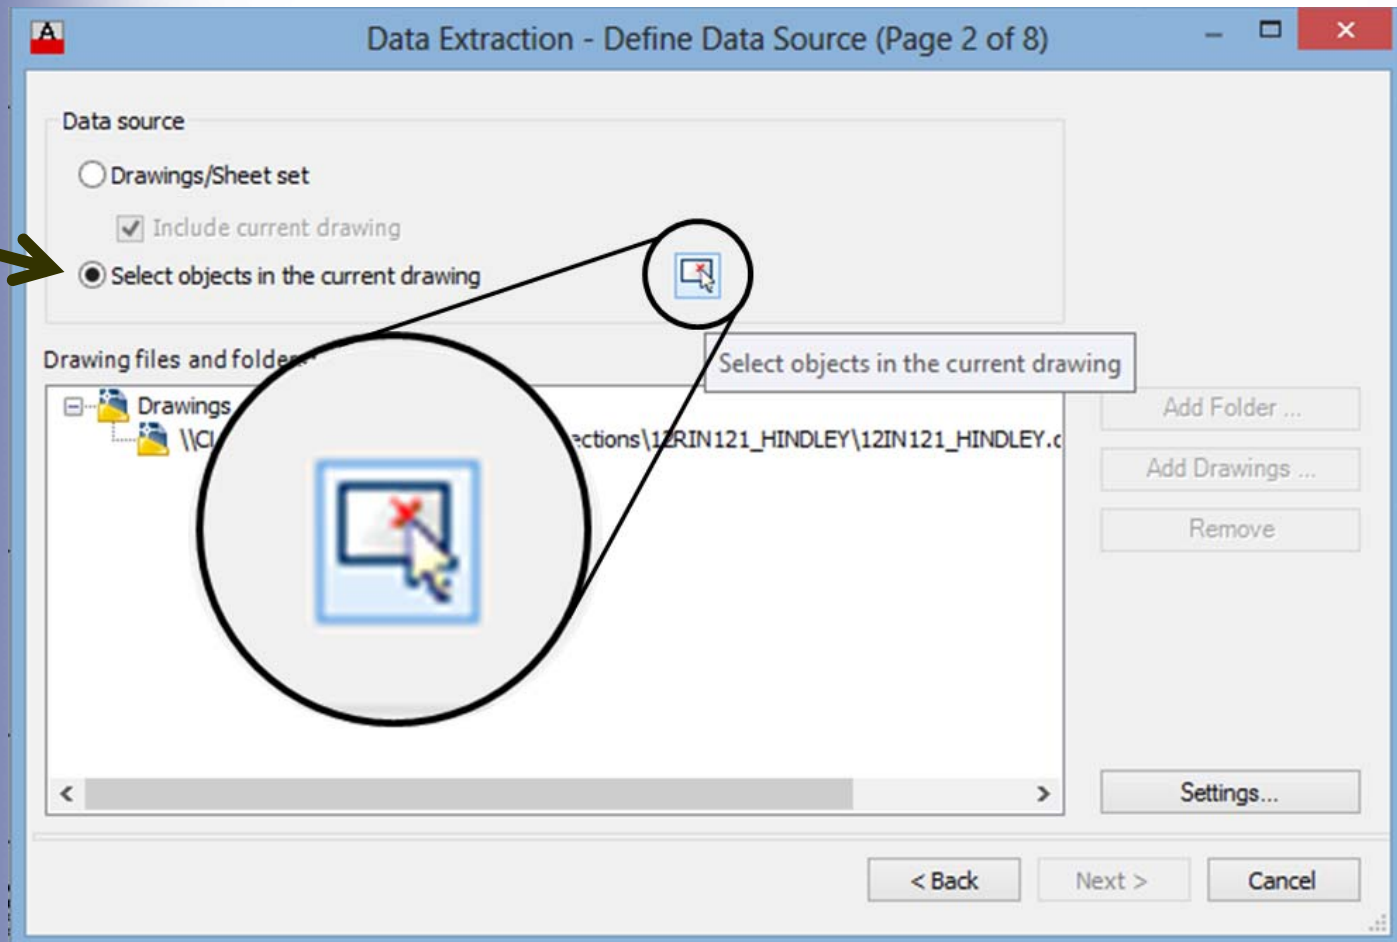 Data Extraction - Define Data Source (Page 2 of 8)
Data source
Drawings/Sheet set
Include current drawing
Select objects in the current drawing
Select objects in the current drawing
Drawing files and
Drawings
ections\12RIN121_HINDLEY\12IN121_HINDLEY.d
Add Folder ...
Add Drawings ...
Remove
Settings...
< Back
Next >
Cancel